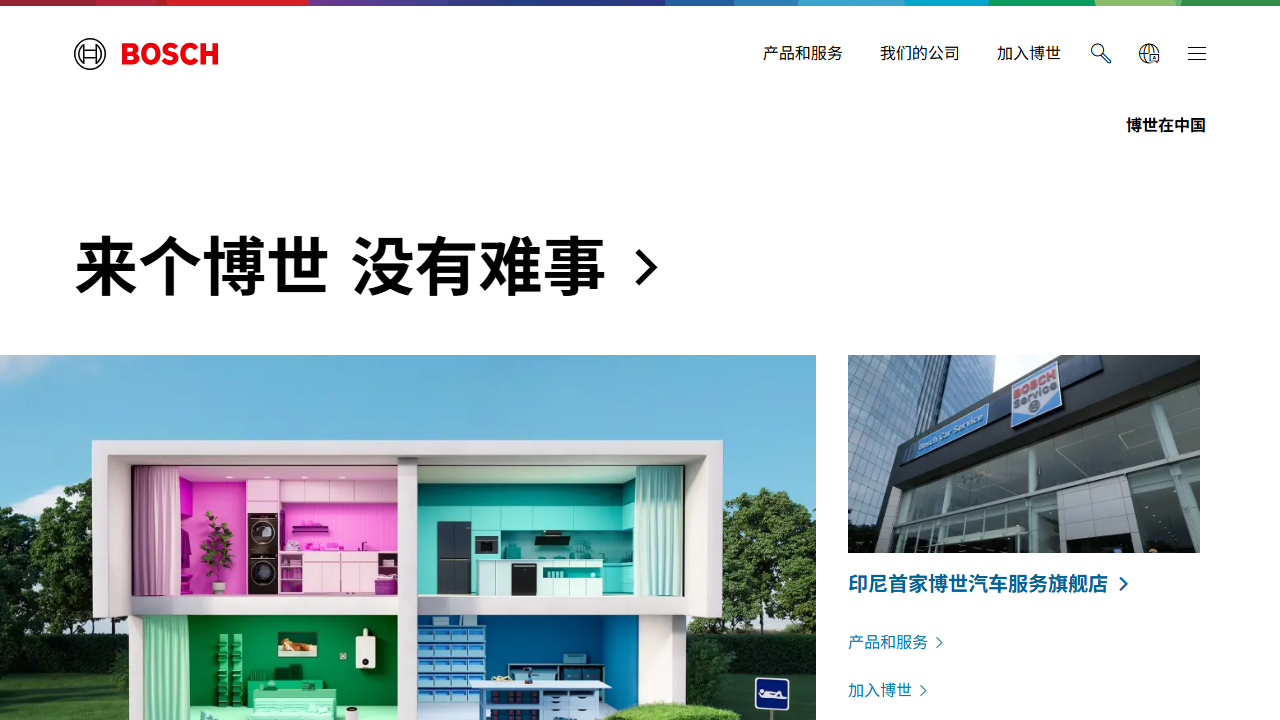 BOSCH
产品和服务
我们的公司
加入博世
博世在中国
来个博世 没有难事
BOSCH
Service
Bosch Car Service
印尼首家博世汽车服务旗舰店
产品和服务
加入博世